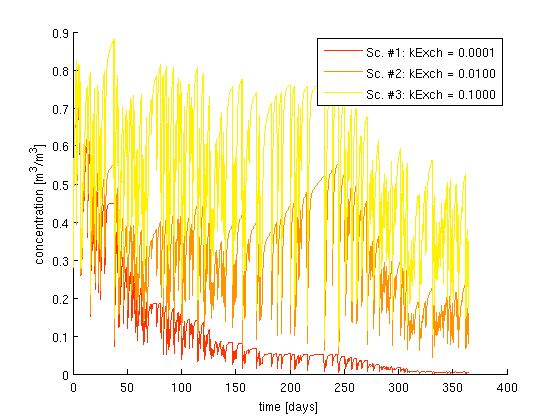 0.9
0.8
0.7
0.6
0.5
0.4
0.3
0.2
0.1
0
concentration [m3/m3]
Sc. #1: kExch = 0.0001
Sc. #2: kExch = 0.0100
Sc. #3: kExch = 0.1000
0 50 100 150 200 250 300 350 400
time [days]